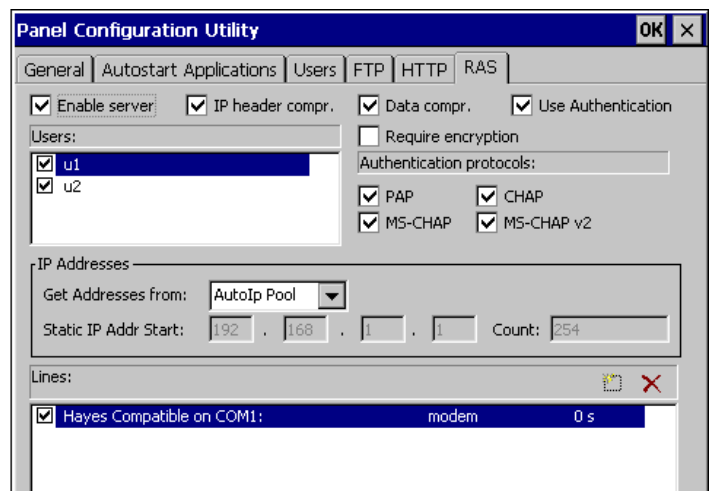 Panel Configuration Utility OK ×
General Autostart Applications Users FTP HTTP RAS
Enable server IP header compr. Data compr. Use Authentication
Users: Require encryption
u1 Authentication protocols:
u2 PAP CHAP
MS-CHAP MS-CHAP v2
IP Addresses
Get Addresses from: AutoIp Pool
Static IP Addr Start: 192 . 168 . 1 . 1 Count: 254
Lines:
Hayes Compatible on COM1: modem 0 s